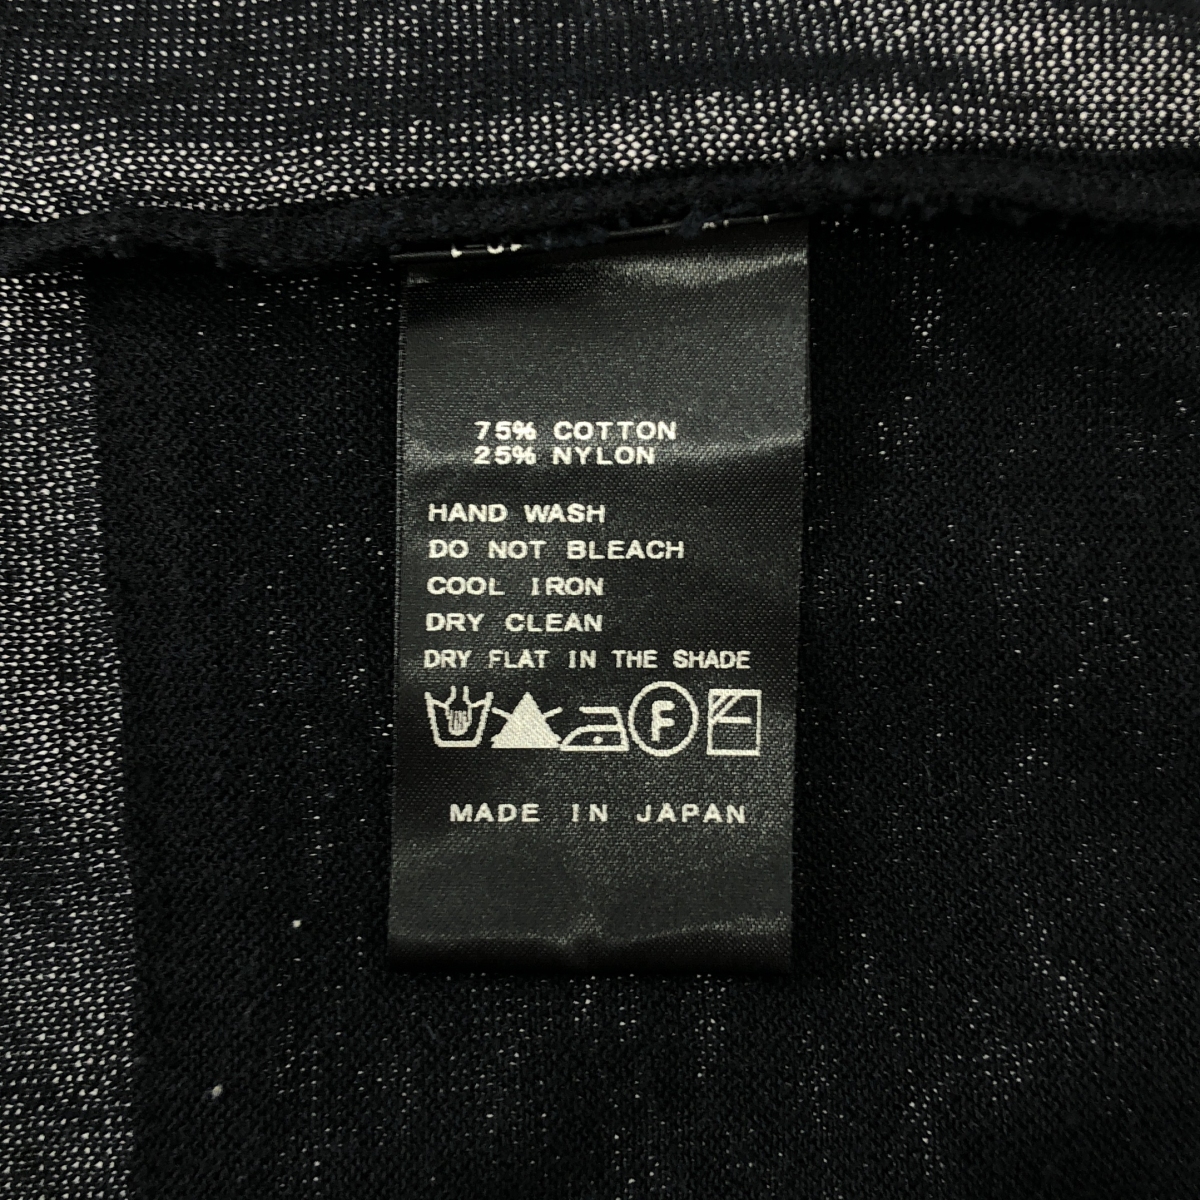 75% COTTON
25% NYLON
HAND WASH
DO NOT BLEACH
COOL IRON
DRY CLEAN
DRY FLAT IN THE SHADE
F
MADE IN JAPAN